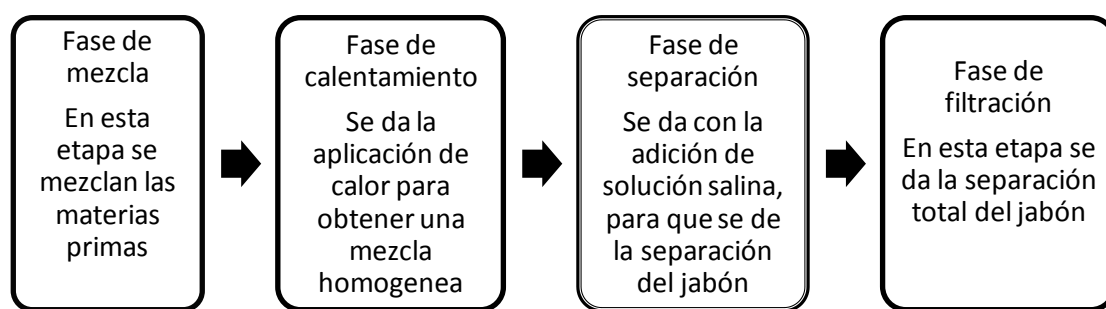 Fase de
mezcla
En esta
etapa se
mezclan las
materias
primas
Fase de
calentamiento
Se da la
aplicación de
calor para
obtener una
mezcla
homogenea
Fase de
separación
Se da con la
adición de
solución salina,
para que se de
la separación
del jabón
Fase de
filtración
En esta etapa se
da la separación
total del jabón